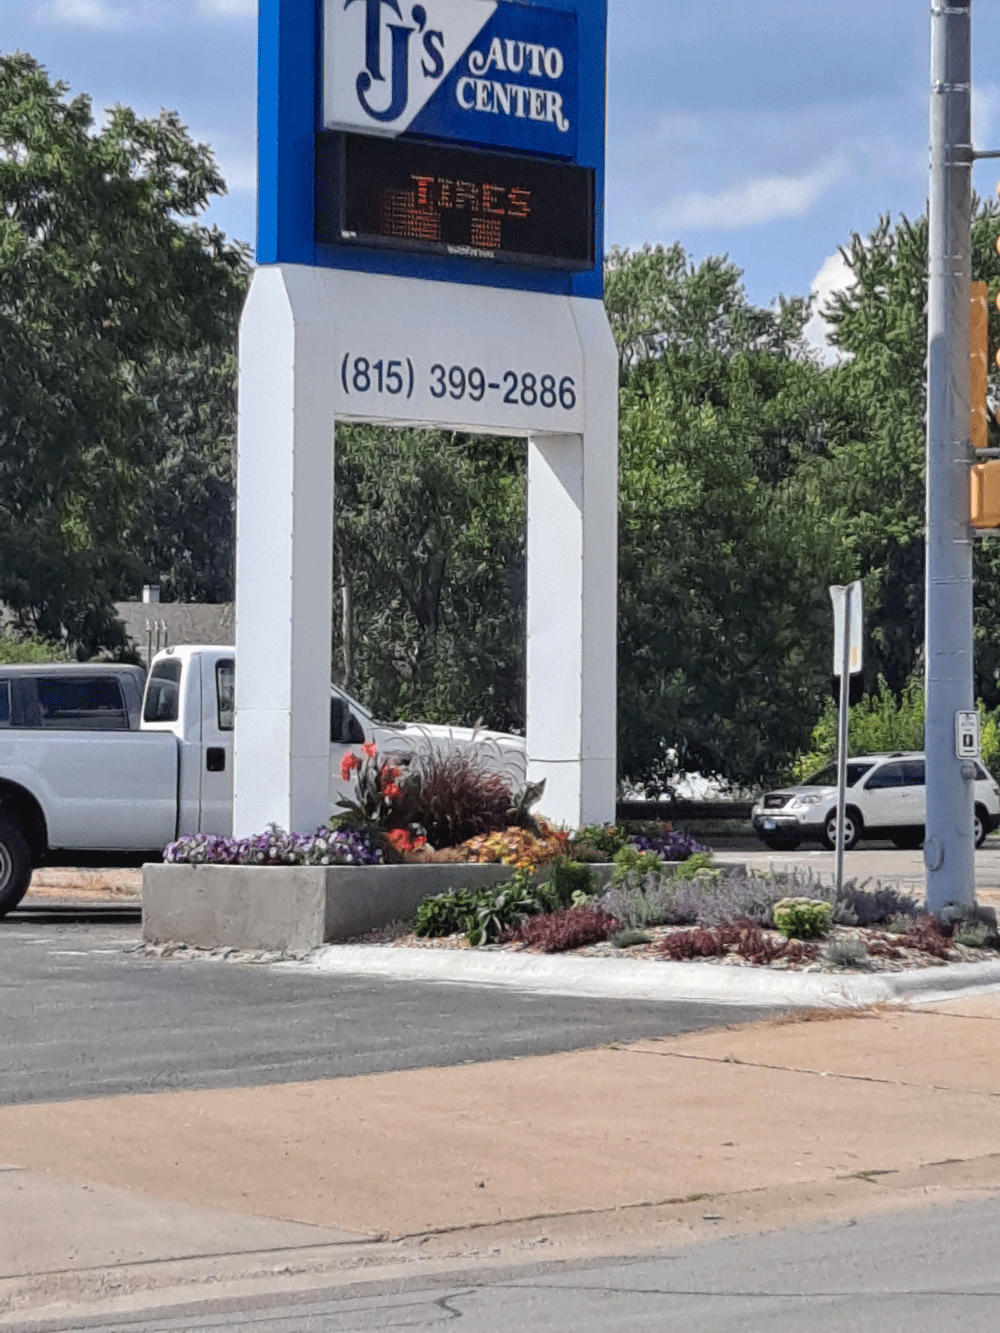 TJ's
AUTO
CENTER
TIRES
(815) 399-2886